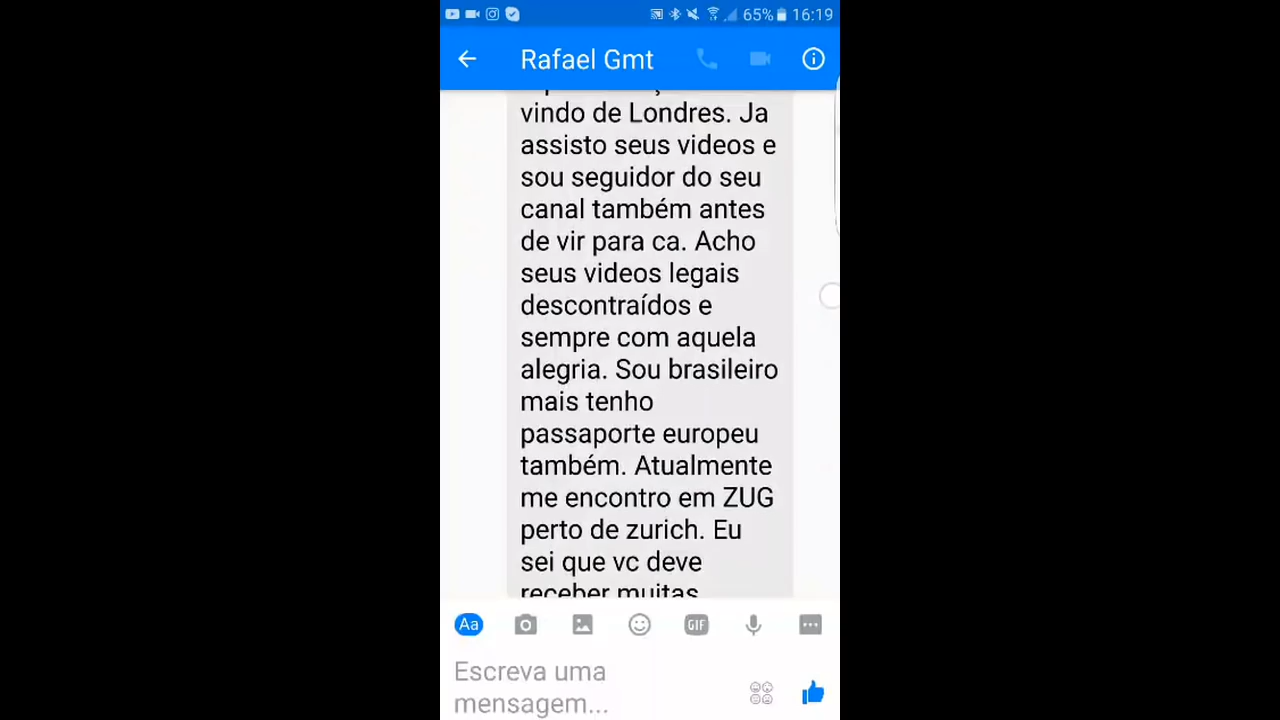 65% 16:19
Rafael Gmt
vindo de Londres. Ja
assisto seus videos e
sou seguidor do seu
canal também antes
de vir para ca. Acho
seus videos legais
descontraídos e
sempre com aquela
alegria. Sou brasileiro
mais tenho
passaporte europeu
também. Atualmente
me encontro em ZUG
perto de zurich. Eu
sei que vc deve
receber muitas
Aa GIF
Escreva uma
mensagem...